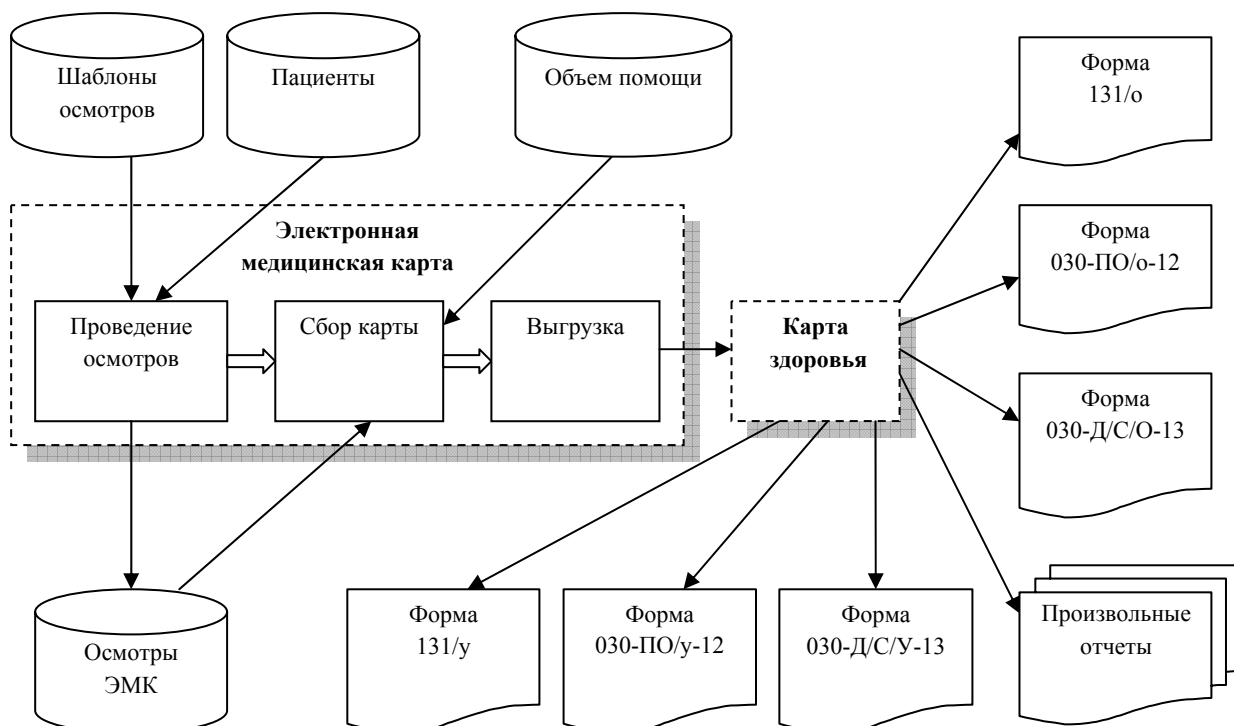 Шаблоны
осмотров
Пациенты
Объем помощи
Форма
131/о
Электронная
медицинская карта
Форма
030-ПО/о-12
Проведение
осмотров
Сбор карты
Выгрузка
Карта
здоровья
Форма
030-Д/С/О-13
Осмотры
ЭМК
Форма
131/у
Форма
030-ПО/у-12
Форма
030-Д/С/У-13
Произвольные
отчеты